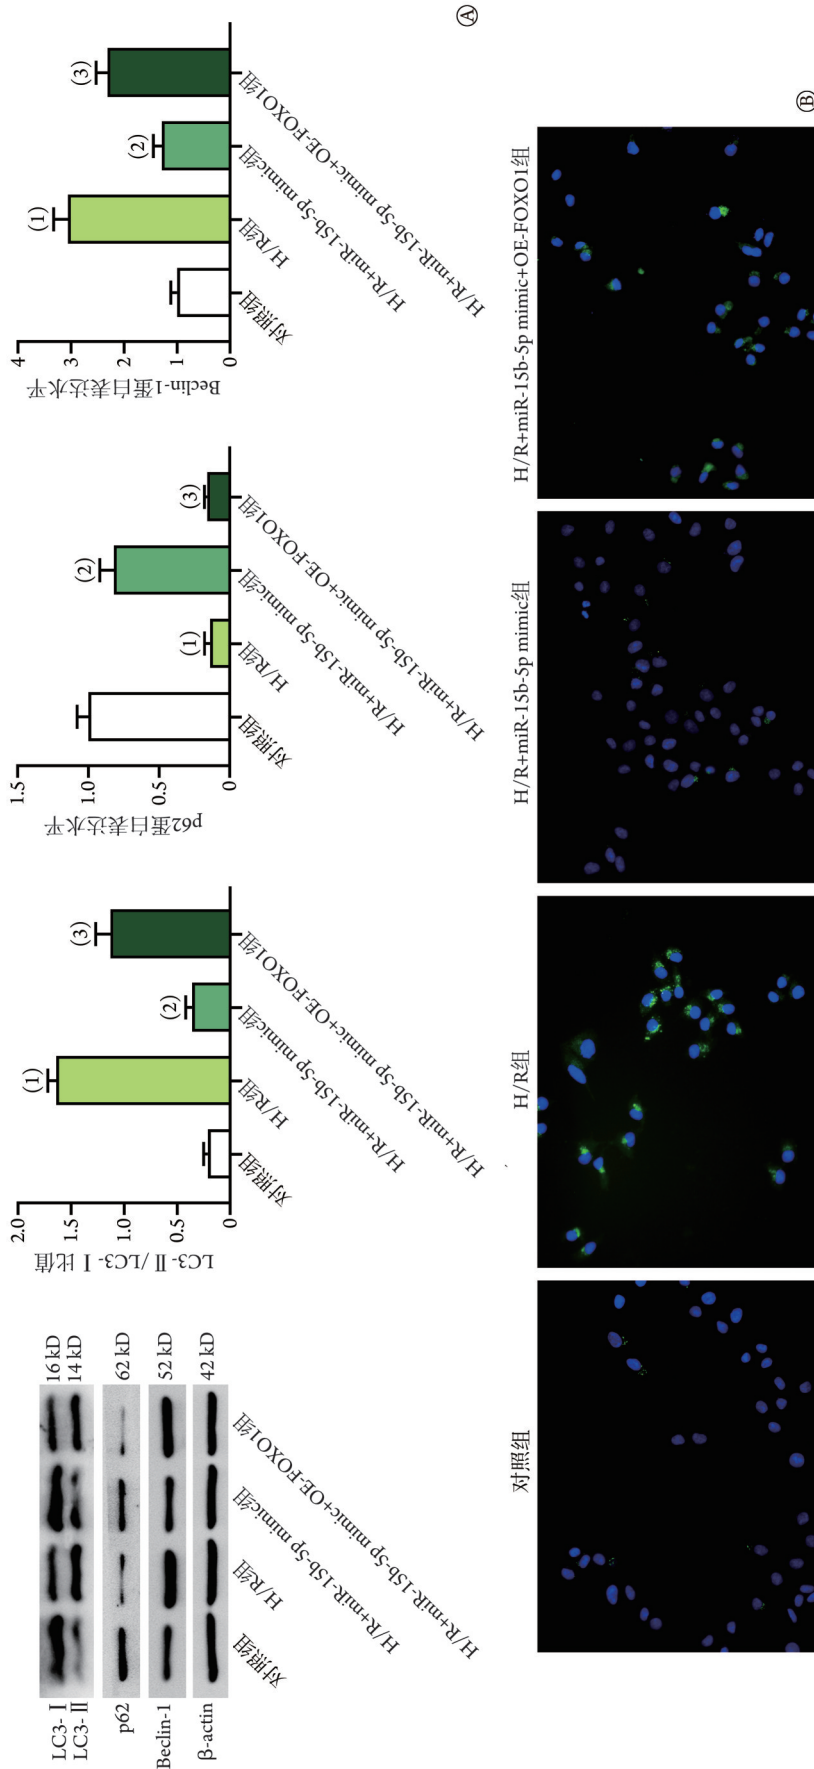 LC3-Ⅰ
16 kD
LC3-Ⅱ
14 kD
p62
62 kD
Beclin-1
52 kD
β-actin
42 kD
对照组
H/R组
H/R+miR-15b-5p mimic组
H/R+miR-15b-5p mimic+OE-FOXO1组
LC3-Ⅱ/LC3-Ⅰ比值
2.0
1.5
1.0
0.5
0
(1)
(2)
(3)
对照组
H/R组
H/R+miR-15b-5p mimic组
H/R+miR-15b-5p mimic+OE-FOXO1组
p62蛋白表达水平
1.5
1.0
0.5
0
(1)
(2)
(3)
对照组
H/R组
H/R+miR-15b-5p mimic组
H/R+miR-15b-5p mimic+OE-FOXO1组
Beclin-1蛋白表达水平
4
3
2
1
0
(1)
(2)
(3)
对照组
H/R组
H/R+miR-15b-5p mimic组
H/R+miR-15b-5p mimic+OE-FOXO1组
Ⓐ
对照组
H/R组
H/R+miR-15b-5p mimic组
H/R+miR-15b-5p mimic+OE-FOXO1组
Ⓑ